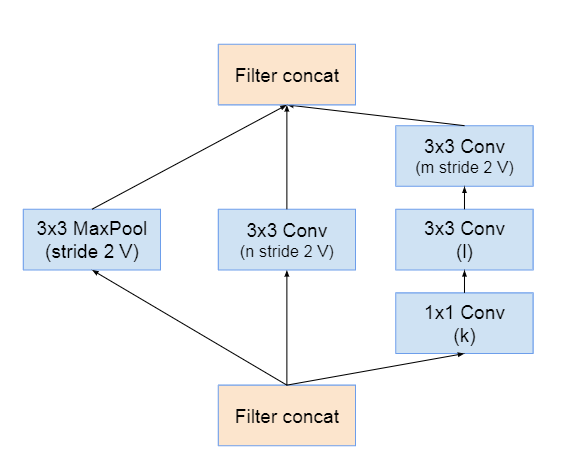 Filter concat
3x3 Conv
(m stride 2 V)
3x3 MaxPool
(stride 2 V)
3x3 Conv
(n stride 2 V)
3x3 Conv
(l)
1x1 Conv
(k)
Filter concat